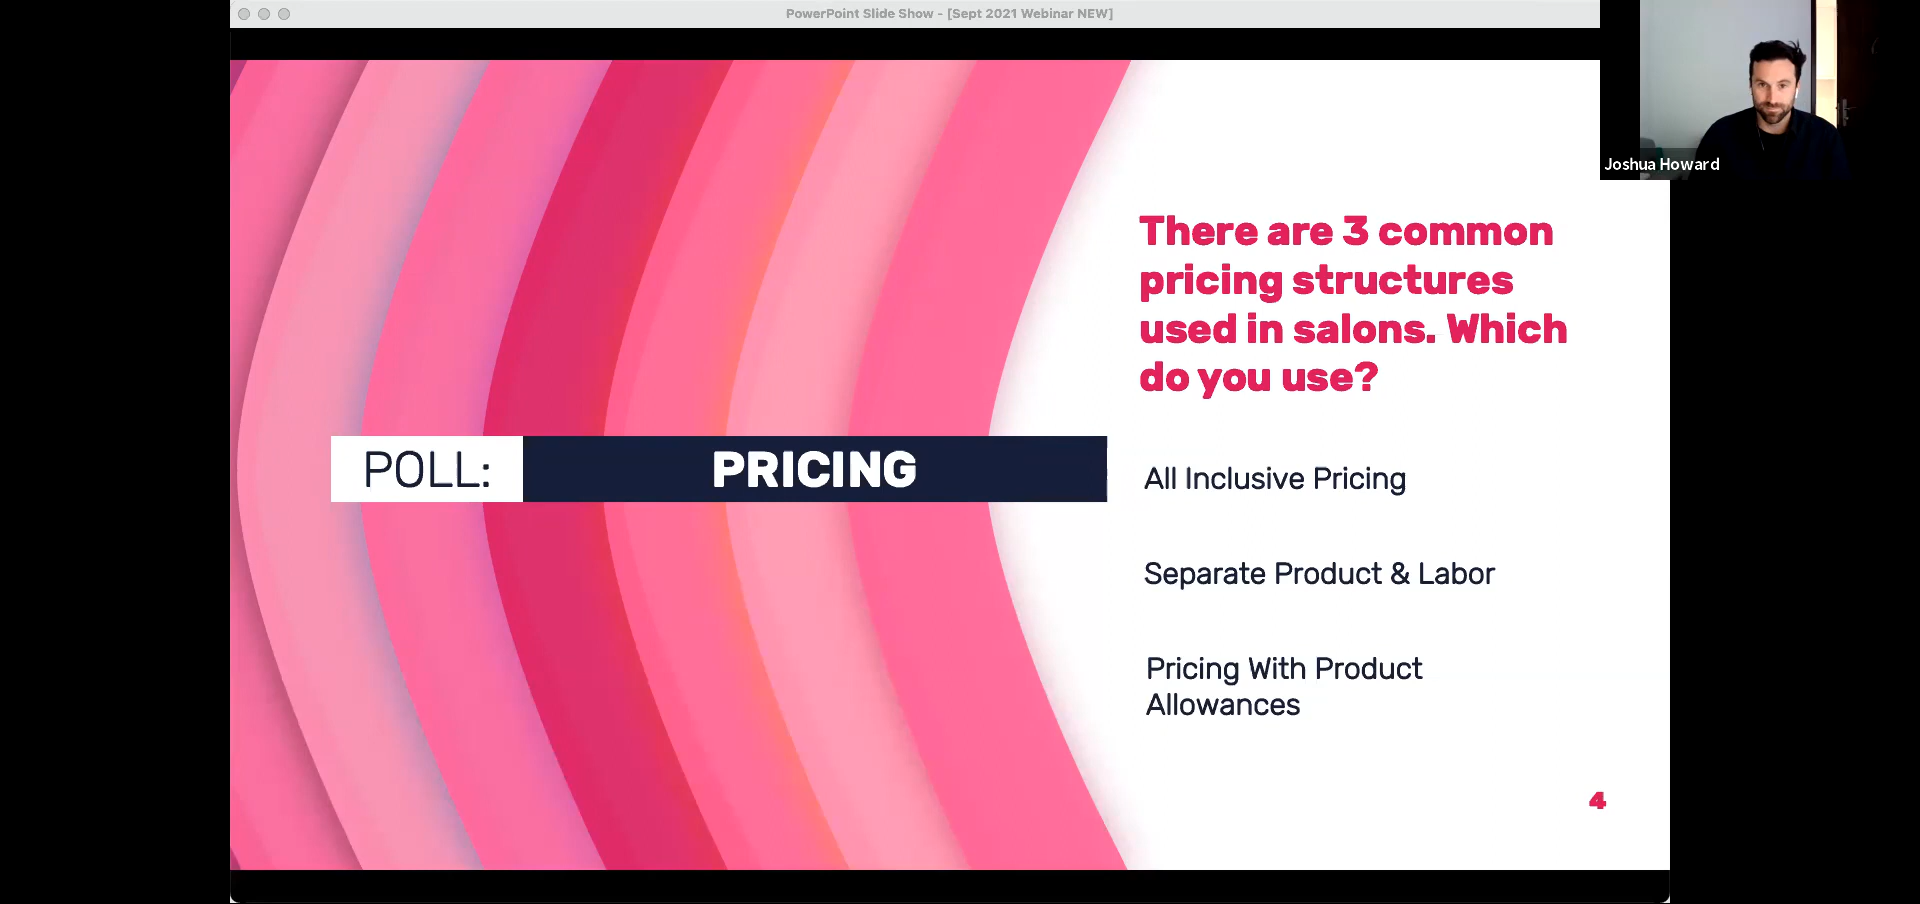 PowerPoint Slide Show - [Sept 2021 Webinar NEW]
Joshua Howard
There are 3 common
pricing structures
used in salons. Which
do you use?
POLL: PRICING
All Inclusive Pricing
Separate Product & Labor
Pricing With Product
Allowances
4